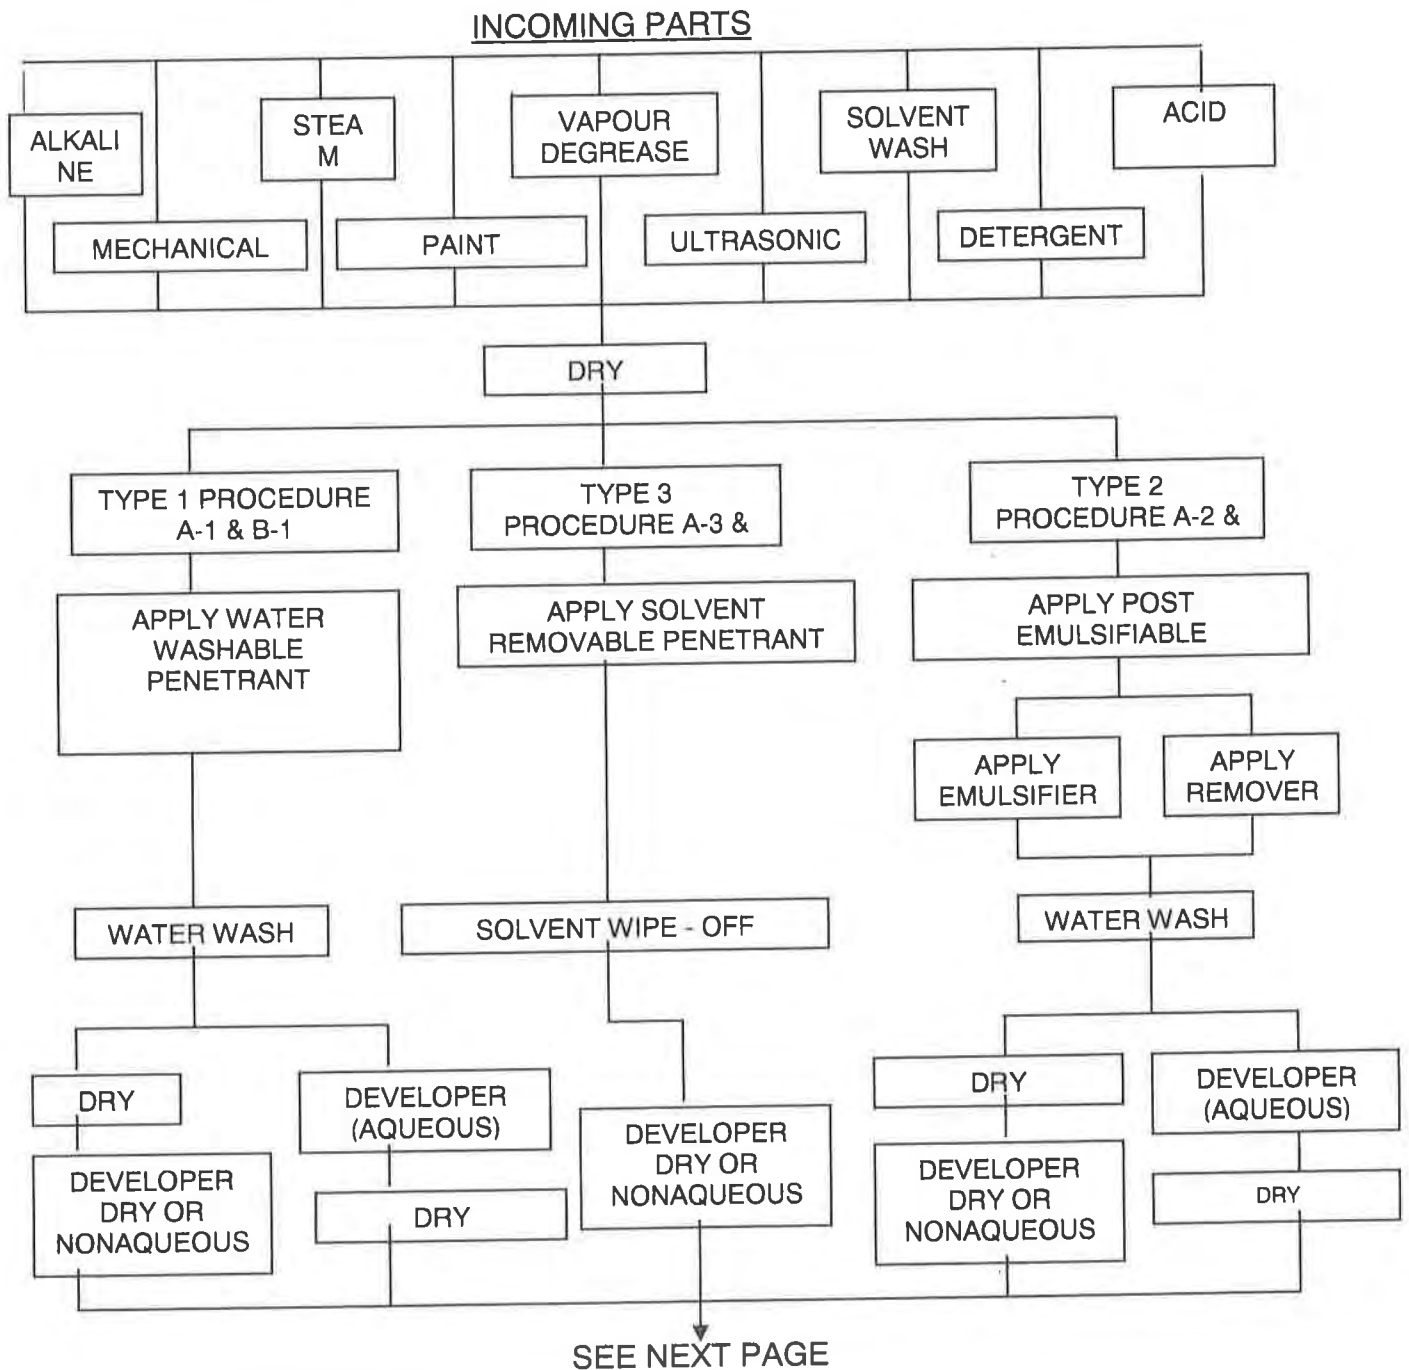 INCOMING PARTS
ALKALI
NE
STEA
M
VAPOUR
DEGREASE
SOLVENT
WASH
ACID
MECHANICAL
PAINT
ULTRASONIC
DETERGENT
DRY
TYPE 1 PROCEDURE
A-1 & B-1
TYPE 3
PROCEDURE A-3 &
TYPE 2
PROCEDURE A-2 &
APPLY WATER
WASHABLE
PENETRANT
APPLY SOLVENT
REMOVABLE PENETRANT
APPLY POST
EMULSIFIABLE
APPLY
EMULSIFIER
APPLY
REMOVER
WATER WASH
SOLVENT WIPE - OFF
WATER WASH
DRY
DEVELOPER
(AQUEOUS)
DEVELOPER
DRY OR
NONAQUEOUS
DRY
DEVELOPER
(AQUEOUS)
DEVELOPER
DRY OR
NONAQUEOUS
DRY
DEVELOPER
DRY OR
NONAQUEOUS
DRY
SEE NEXT PAGE